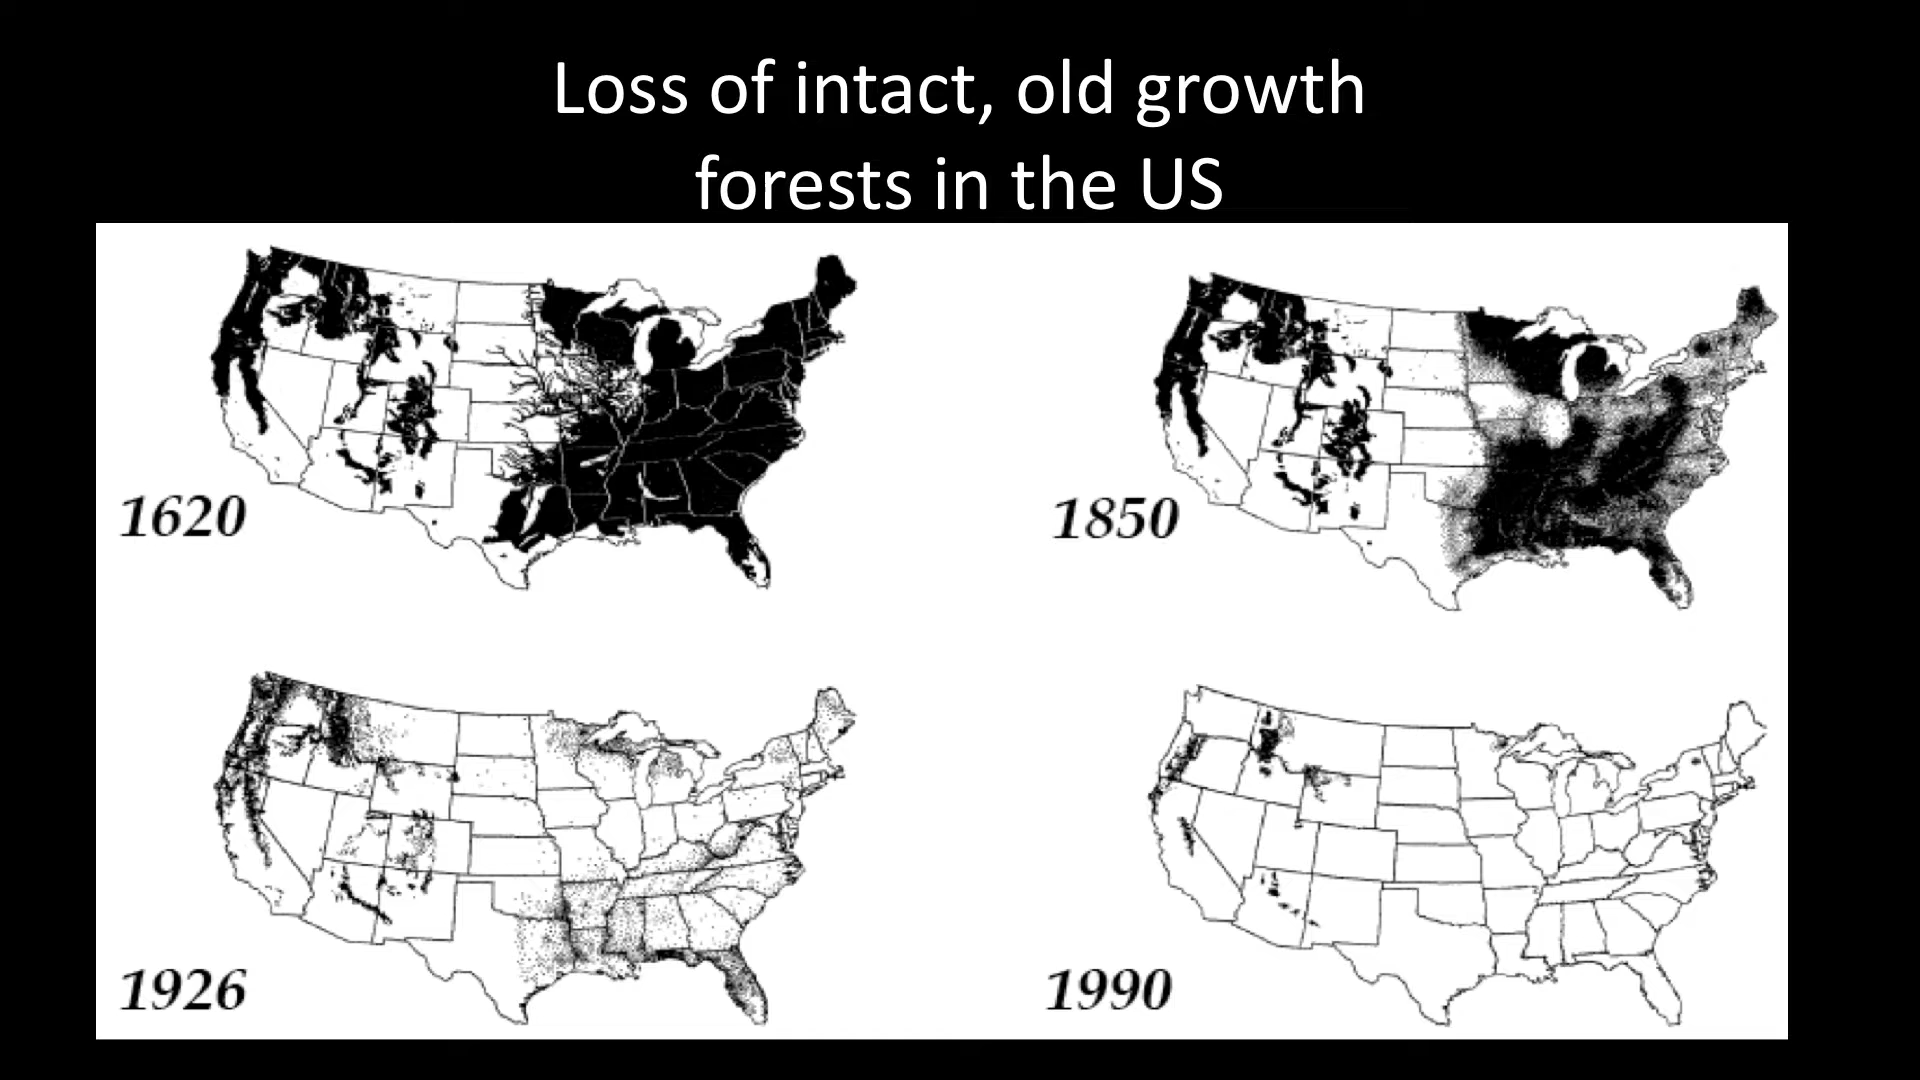 Loss of intact, old growth
forests in the US
1620
1850
1926
1990